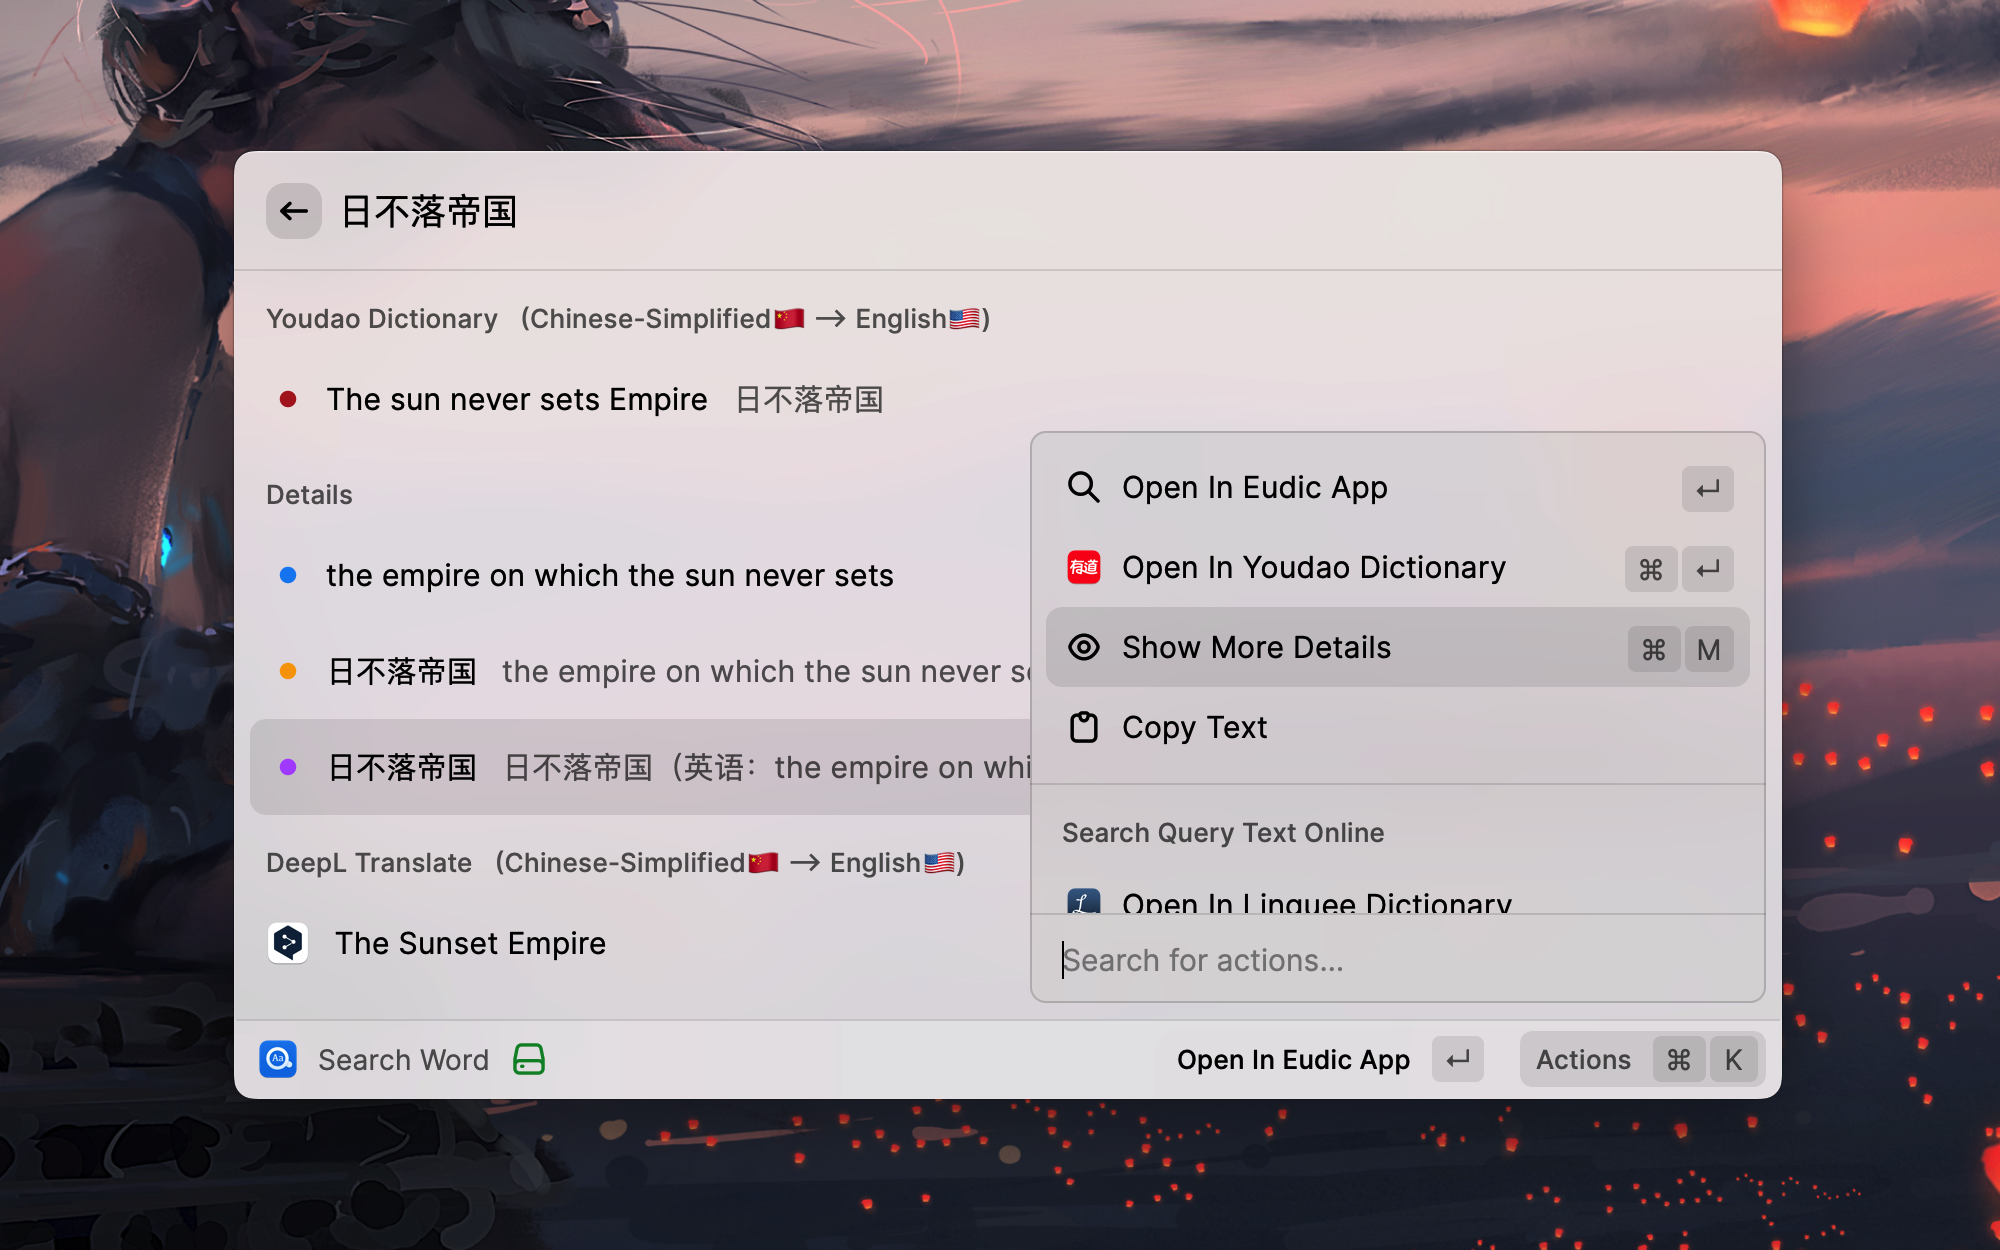 日不落帝国
Youdao Dictionary (Chinese-Simplified🇨🇳 → English🇺🇸)
The sun never sets Empire 日不落帝国
Details
the empire on which the sun never sets
日不落帝国 the empire on which the sun never
日不落帝国 日不落帝国（英语：the empire on whi
DeepL Translate (Chinese-Simplified🇨🇳 → English🇺🇸)
The Sunset Empire
Open In Eudic App ↵
有道 Open In Youdao Dictionary ⌘ ↵
Show More Details ⌘ M
Copy Text
Search Query Text Online
L Open In Linguee Dictionary
Search for actions...
Aa Search Word
Open In Eudic App ↵ Actions ⌘ K